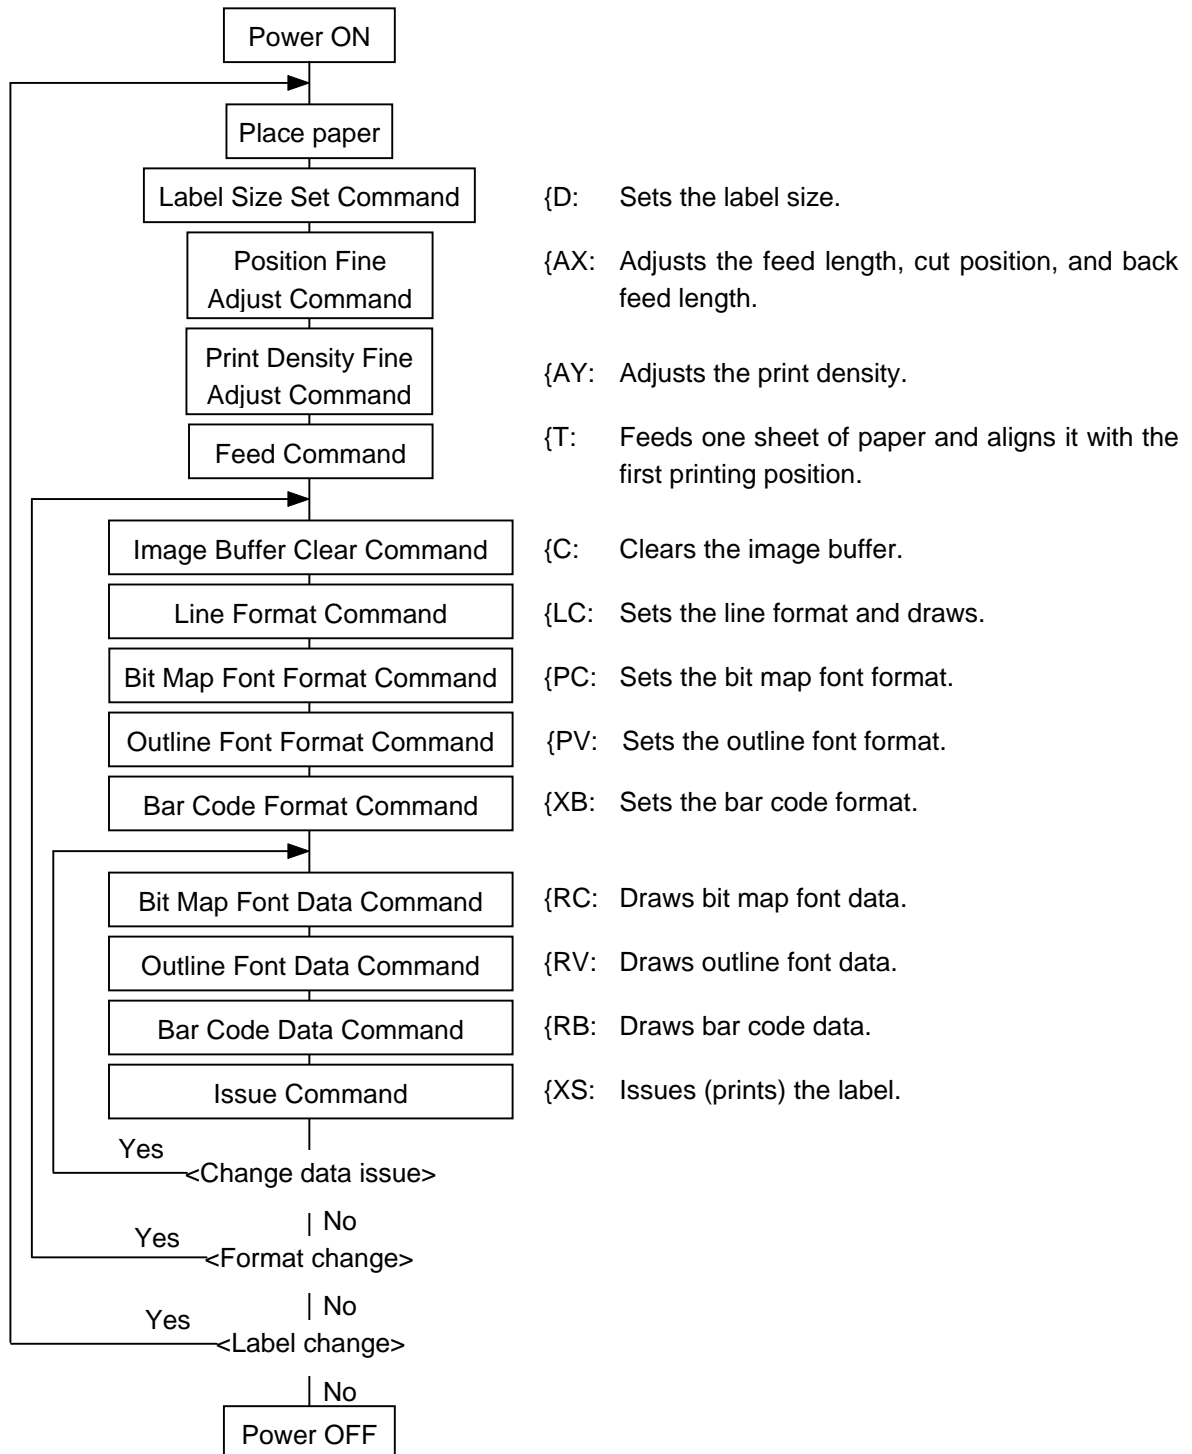 Power ON
Place paper
Label Size Set Command {D: Sets the label size.
Position Fine {AX: Adjusts the feed length, cut position, and back
Adjust Command feed length.
Print Density Fine
Adjust Command {AY: Adjusts the print density.
Feed Command {T: Feeds one sheet of paper and aligns it with the
first printing position.
Image Buffer Clear Command {C: Clears the image buffer.
Line Format Command {LC: Sets the line format and draws.
Bit Map Font Format Command {PC: Sets the bit map font format.
Outline Font Format Command {PV: Sets the outline font format.
Bar Code Format Command {XB: Sets the bar code format.
Bit Map Font Data Command {RC: Draws bit map font data.
Outline Font Data Command {RV: Draws outline font data.
Bar Code Data Command {RB: Draws bar code data.
Issue Command {XS: Issues (prints) the label.
Yes
<Change data issue>
No
Yes
<Format change>
No
Yes
<Label change>
No
Power OFF